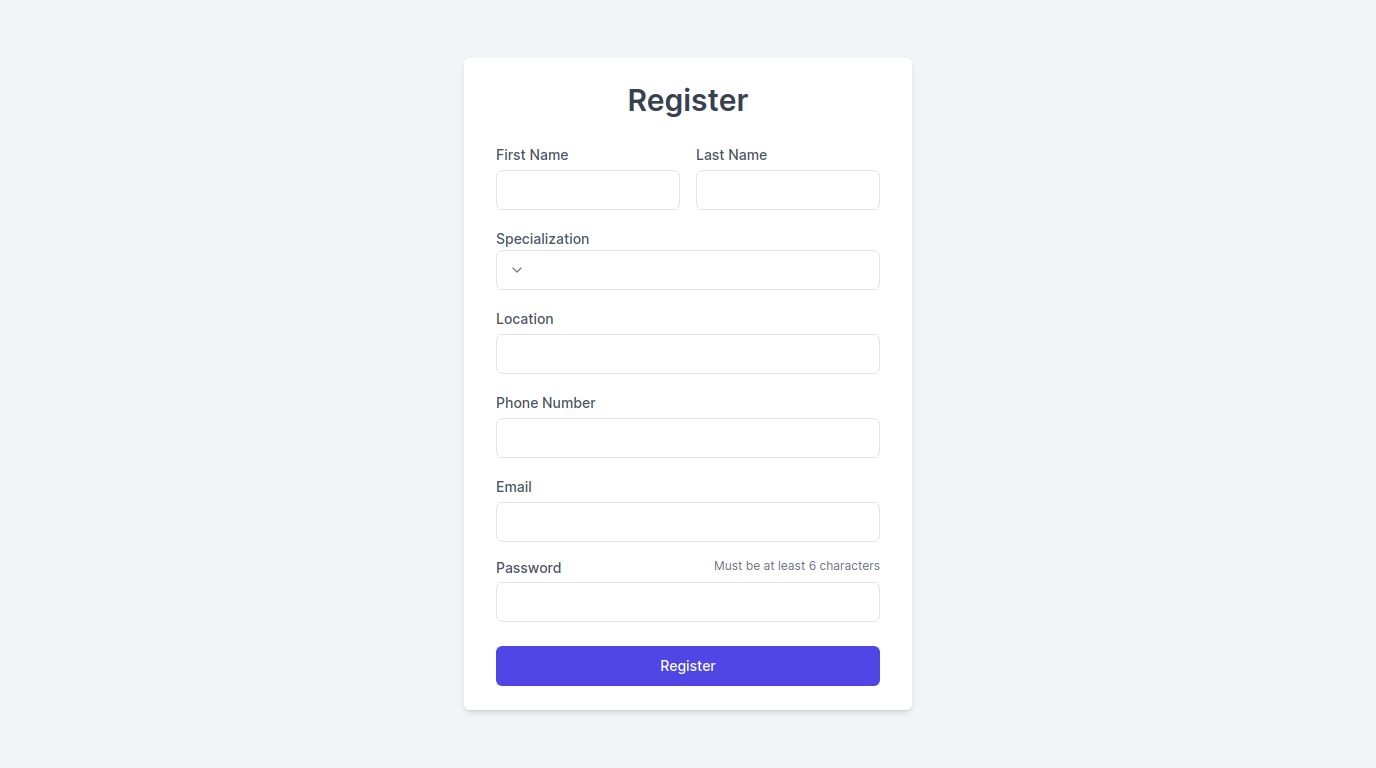 Register
First Name Last Name
Specialization
Location
Phone Number
Email
Password Must be at least 6 characters
Register